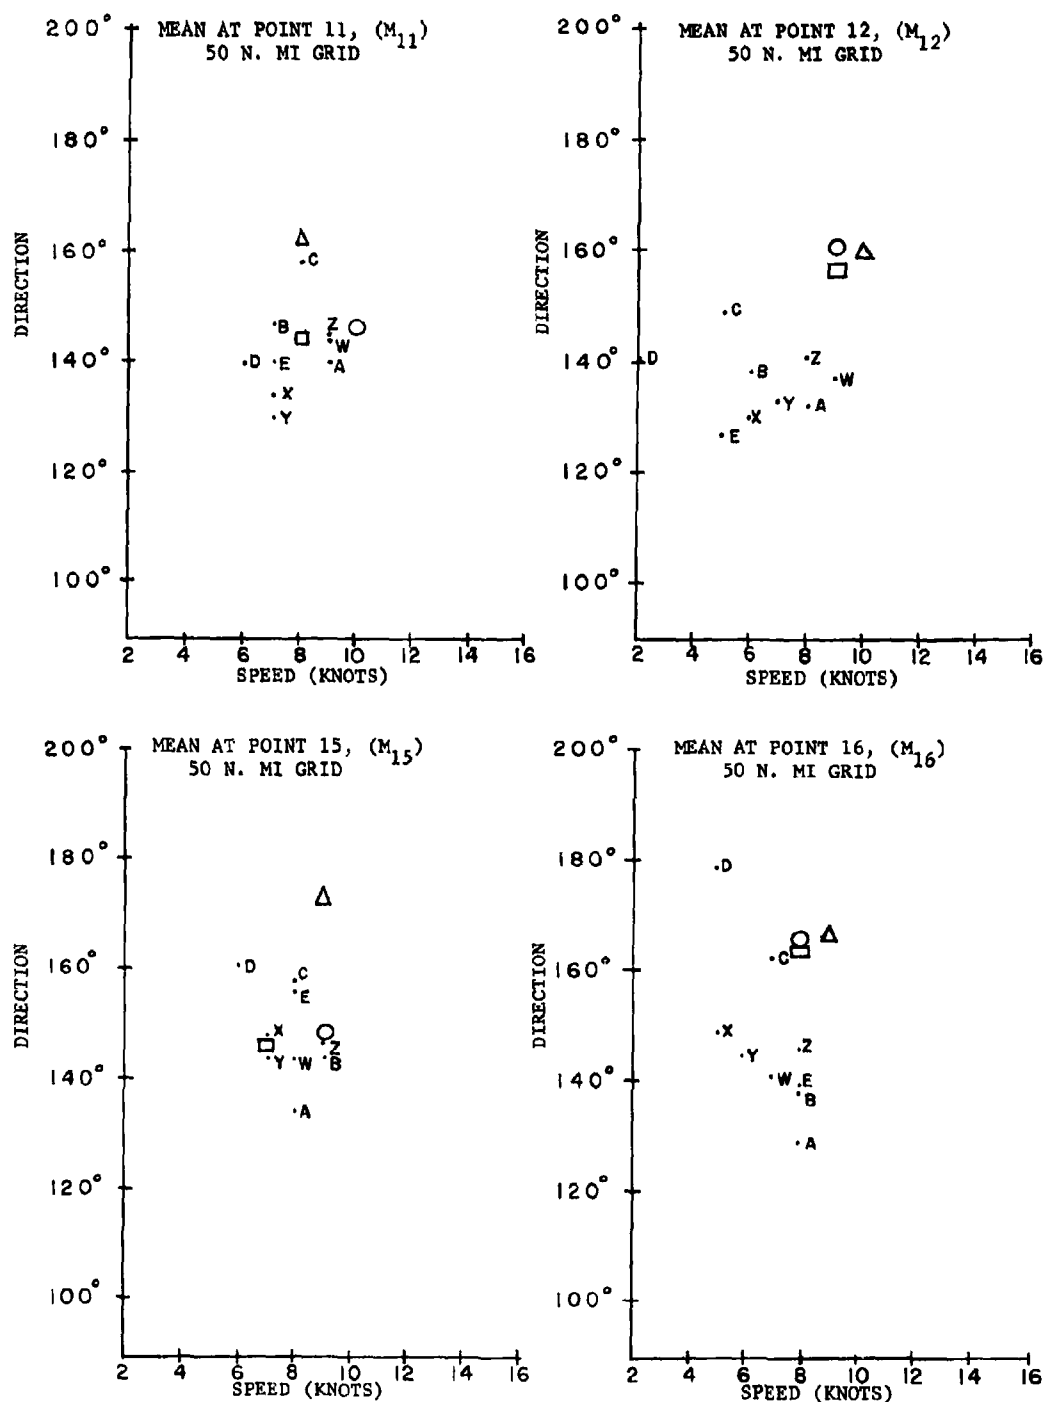 MEAN AT POINT 11, (M11)
50 N. MI GRID
200°
180°
160°
140°
120°
100°
DIRECTION
C
B
Z
W
D
E
A
X
Y
2 4 6 8 10 12 14 16
SPEED (KNOTS)
MEAN AT POINT 12, (M12)
50 N. MI GRID
200°
180°
160°
140°
120°
100°
DIRECTION
C
D
B
Z
W
Y
A
X
E
2 4 6 8 10 12 14 16
SPEED (KNOTS)
MEAN AT POINT 15, (M15)
50 N. MI GRID
200°
180°
160°
140°
120°
100°
DIRECTION
D
C
E
X
Z
Y
W
B
A
2 4 6 8 10 12 14 16
SPEED (KNOTS)
MEAN AT POINT 16, (M16)
50 N. MI GRID
200°
180°
160°
140°
120°
100°
DIRECTION
D
C
X
Y
Z
W
E
B
A
2 4 6 8 10 12 14 16
SPEED (KNOTS)